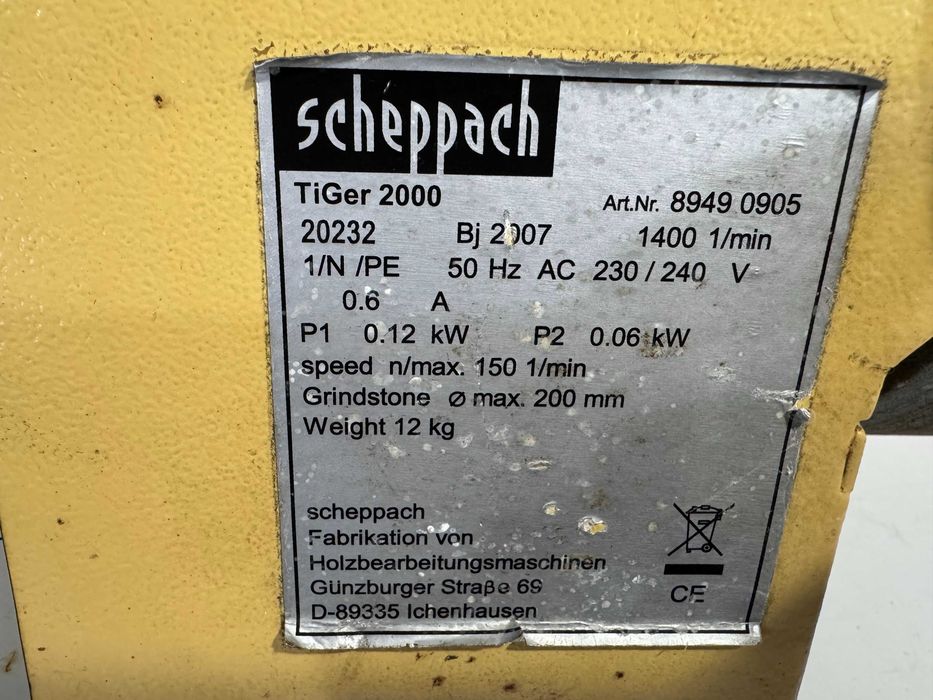 scheppach
TiGer 2000 Art.Nr. 8949 0905
20232 Bj 2007 1400 1/min
1/N /PE 50 Hz AC 230 / 240 V
0.6 A
P1 0.12 kW P2 0.06 kW
speed n/max. 150 1/min
Grindstone Ø max. 200 mm
Weight 12 kg
scheppach
Fabrikation von
Holzbearbeitungsmaschinen
Günzburger Straße 69
D-89335 Ichenhausen
CE